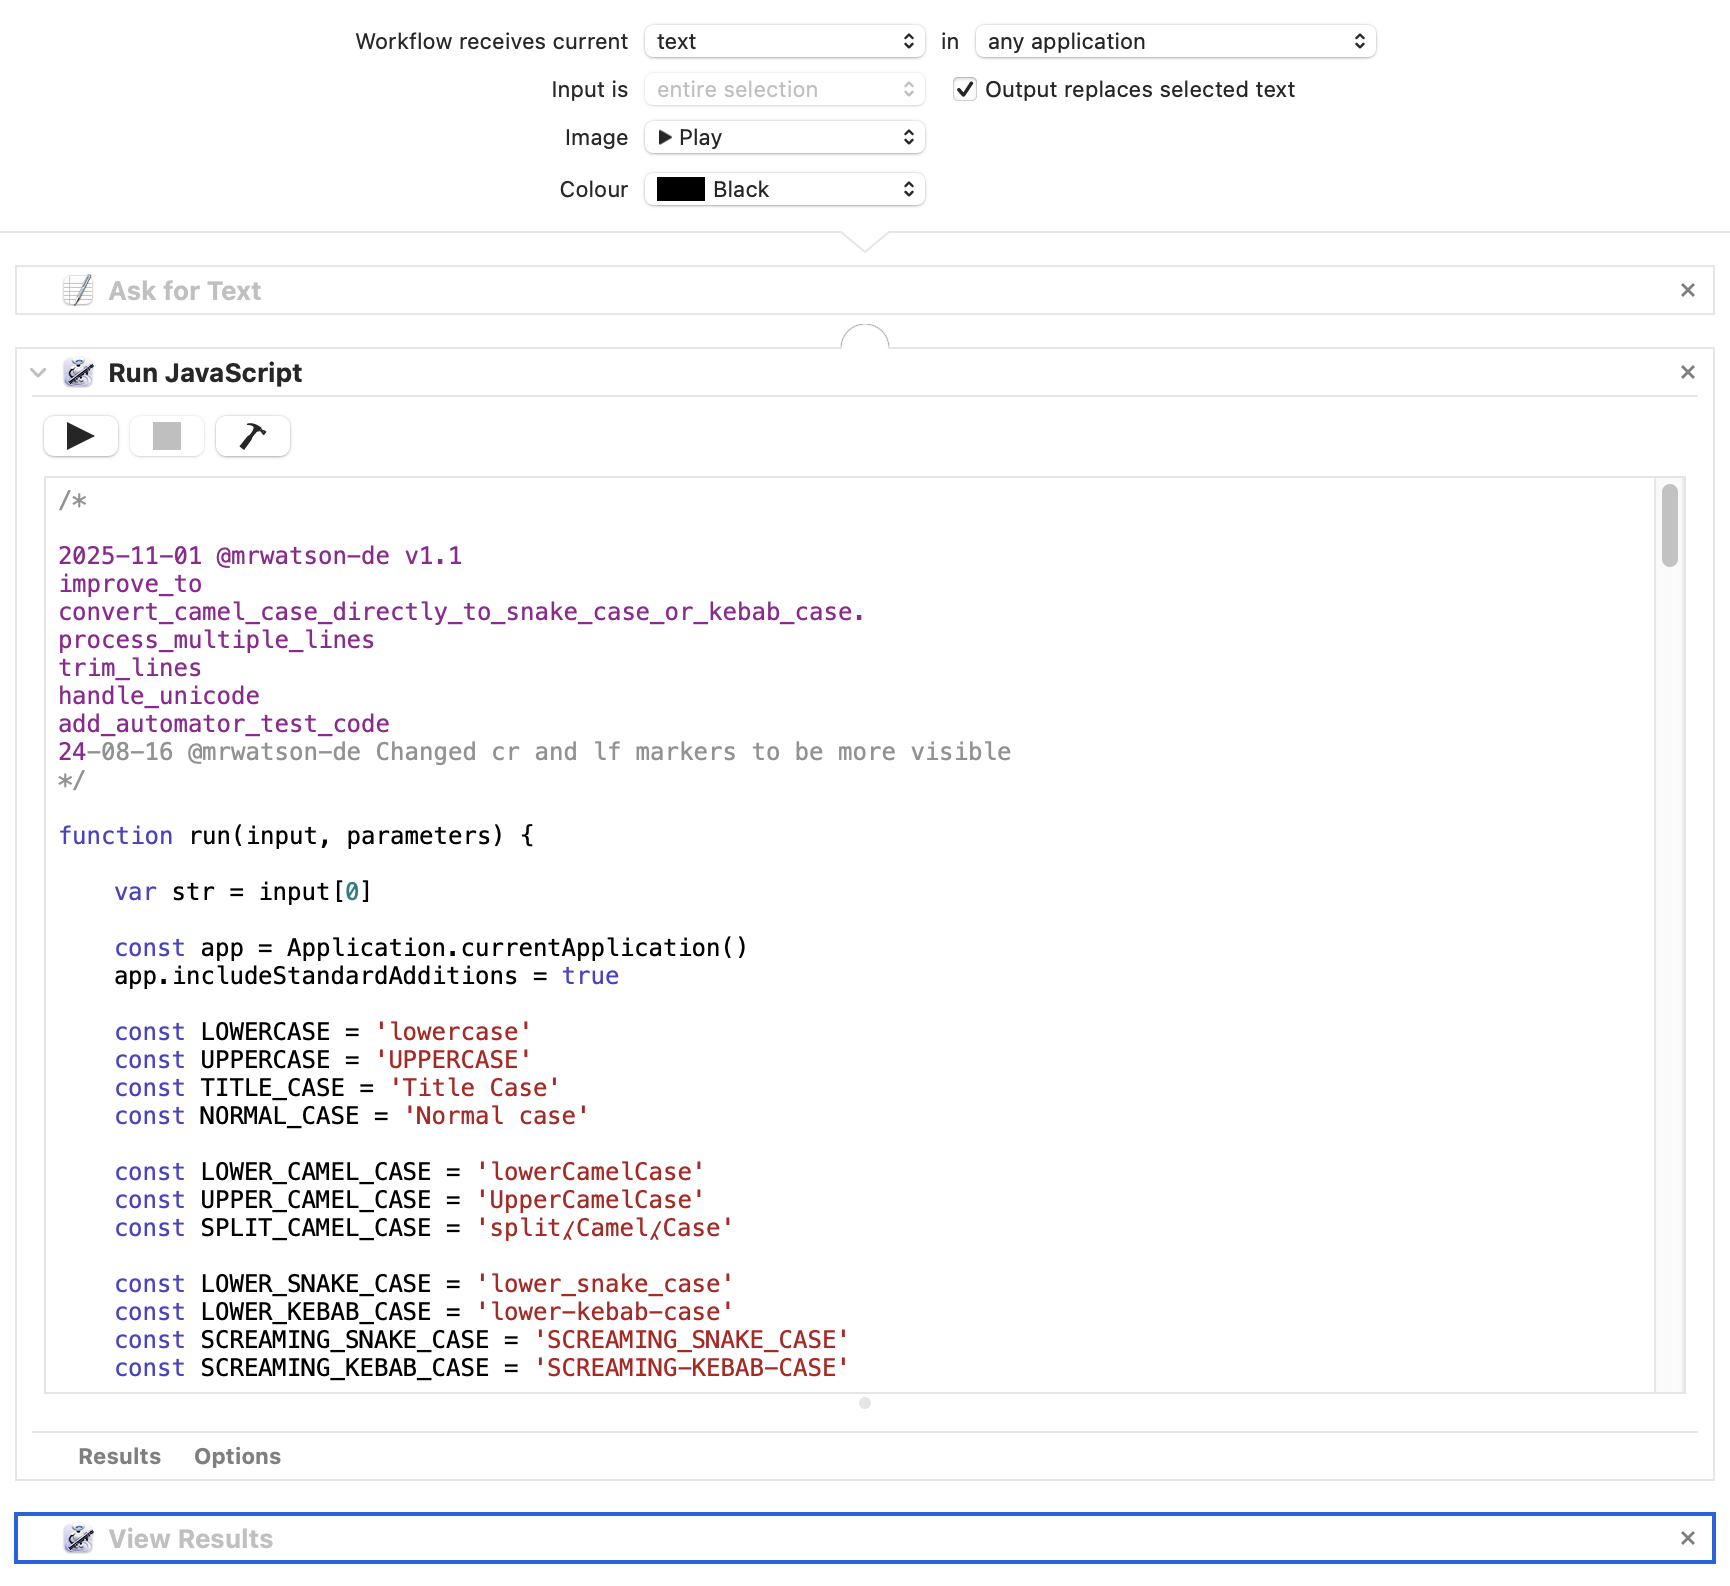 Workflow receives current text in any application
Input is entire selection Output replaces selected text
Image Play
Colour Black
Ask for Text
Run JavaScript
/*
2025-11-01 @mrwatson-de v1.1
improve_to
convert_camel_case_directly_to_snake_case_or_kebab_case.
process_multiple_lines
trim_lines
handle_unicode
add_automator_test_code
24-08-16 @mrwatson-de Changed cr and lf markers to be more visible
*/
function run(input, parameters) {
var str = input[0]
const app = Application.currentApplication()
app.includeStandardAdditions = true
const LOWERCASE = 'lowercase'
const UPPERCASE = 'UPPERCASE'
const TITLE_CASE = 'Title Case'
const NORMAL_CASE = 'Normal case'
const LOWER_CAMEL_CASE = 'lowerCamelCase'
const UPPER_CAMEL_CASE = 'UpperCamelCase'
const SPLIT_CAMEL_CASE = 'split⁁Camel⁁Case'
const LOWER_SNAKE_CASE = 'lower_snake_case'
const LOWER_KEBAB_CASE = 'lower-kebab-case'
const SCREAMING_SNAKE_CASE = 'SCREAMING_SNAKE_CASE'
const SCREAMING_KEBAB_CASE = 'SCREAMING-KEBAB-CASE'
Results Options
View Results